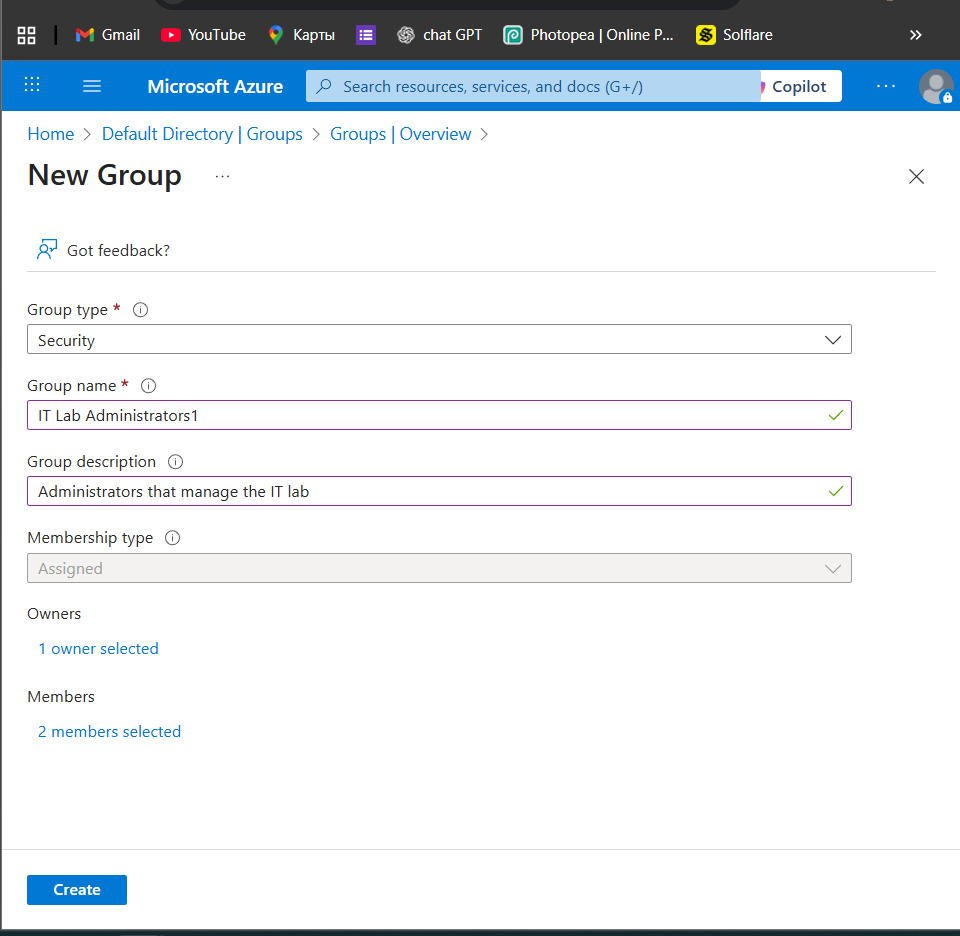 Gmail YouTube Карты chat GPT Photopea | Online P... Solflare
Microsoft Azure Search resources, services, and docs (G+/) Copilot
Home > Default Directory | Groups > Groups | Overview >
New Group ...
Got feedback?
Group type *
Security
Group name *
IT Lab Administrators1
Group description
Administrators that manage the IT lab
Membership type
Assigned
Owners
1 owner selected
Members
2 members selected
Create